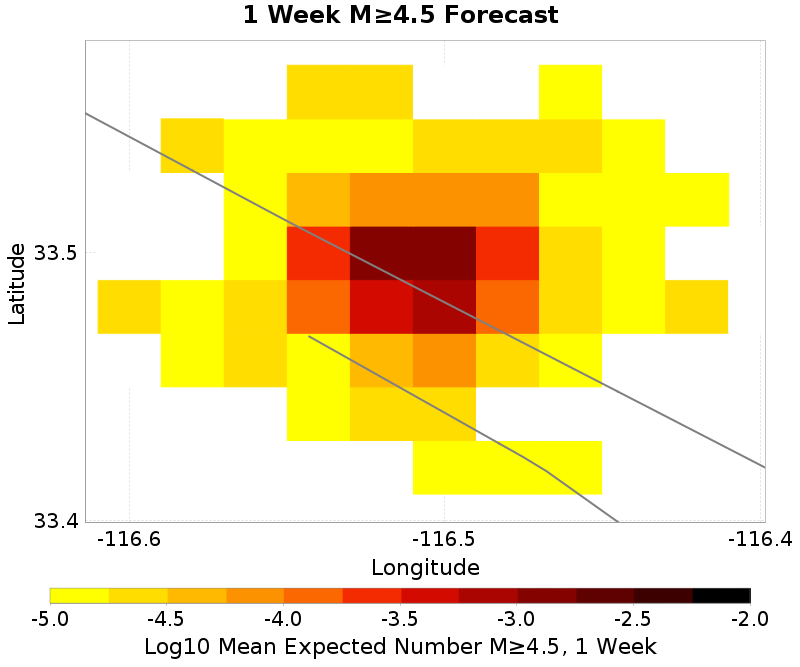 1 Week M≥4.5 Forecast
Latitude
33.5
33.4
-116.6 -116.5 -116.4
Longitude
-5.0 -4.5 -4.0 -3.5 -3.0 -2.5 -2.0
Log10 Mean Expected Number M≥4.5, 1 Week